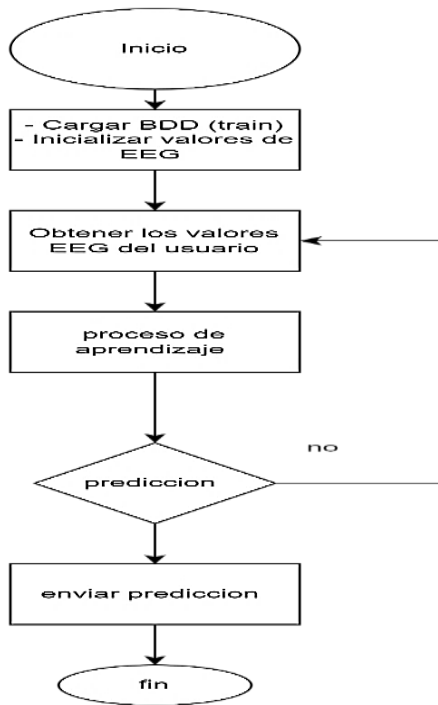 Inicio
- Cargar BDD (train)
- Inicializar valores de
EEG
Obtener los valores
EEG del usuario
proceso de
aprendizaje
no
prediccion
enviar prediccion
fin